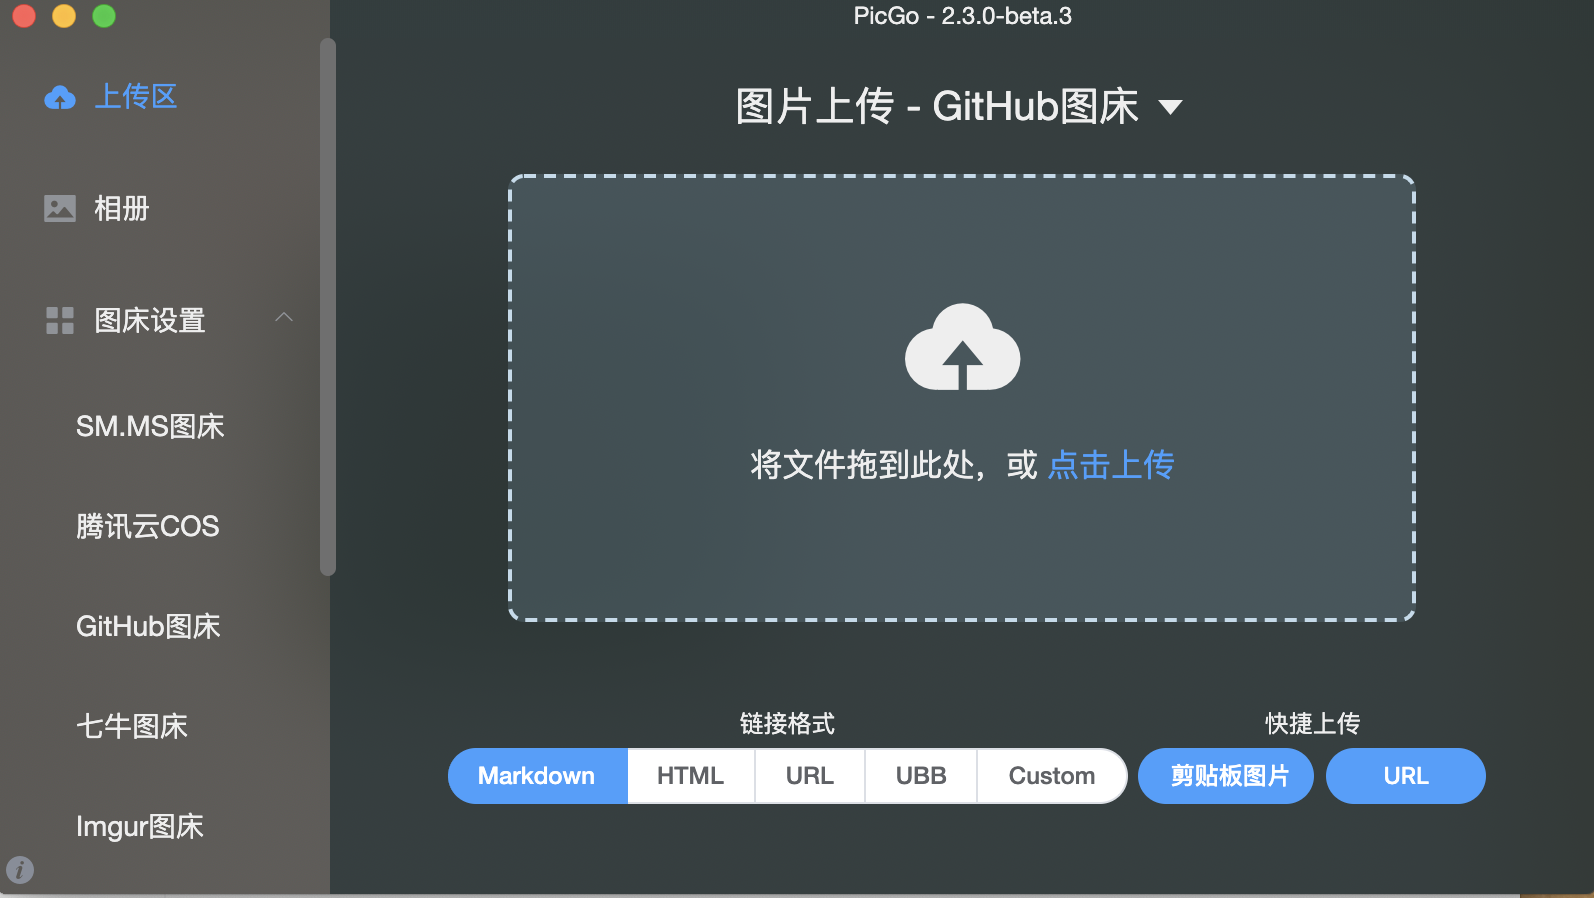 PicGo - 2.3.0-beta.3
上传区
相册
图床设置
SM.MS图床
腾讯云COS
GitHub图床
七牛图床
Imgur图床
图片上传 - GitHub图床
将文件拖到此处，或 点击上传
链接格式
Markdown
HTML
URL
UBB
Custom
快捷上传
剪贴板图片
URL